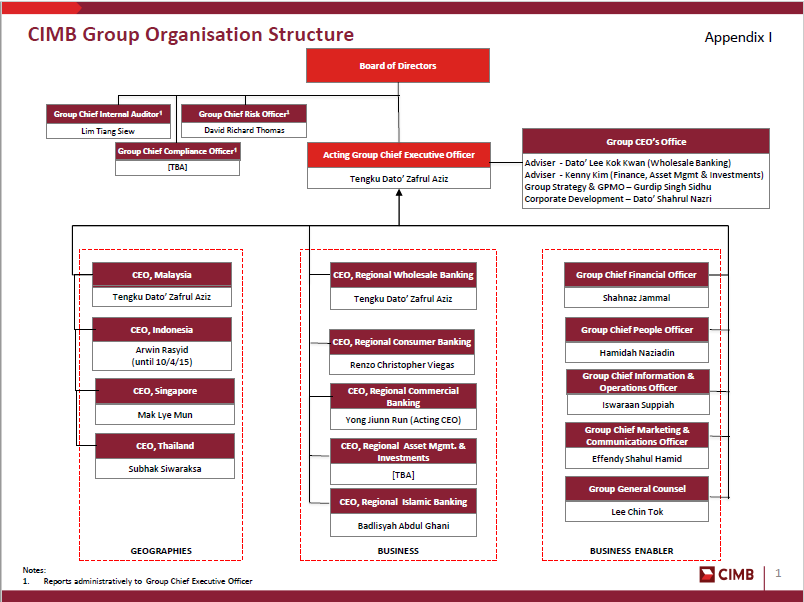 CIMB Group Organisation Structure
Appendix I
Board of Directors
Group Chief Internal Auditor¹
Lim Tiang Siew
Group Chief Risk Officer¹
David Richard Thomas
Group Chief Compliance Officer¹
[TBA]
Acting Group Chief Executive Officer
Tengku Dato’ Zafrul Aziz
Group CEO’s Office
Adviser - Dato’ Lee Kok Kwan (Wholesale Banking)
Adviser - Kenny Kim (Finance, Asset Mgmt & Investments)
Group Strategy & GPMO – Gurdip Singh Sidhu
Corporate Development – Dato’ Shahrul Nazri
CEO, Malaysia
Tengku Dato’ Zafrul Aziz
CEO, Indonesia
Arwin Rasyid
(until 10/4/15)
CEO, Singapore
Mak Lye Mun
CEO, Thailand
Subhak Siwaraksa
GEOGRAPHIES
CEO, Regional Wholesale Banking
Tengku Dato’ Zafrul Aziz
CEO, Regional Consumer Banking
Renzo Christopher Viegas
CEO, Regional Commercial
Banking
Yong Jiunn Run (Acting CEO)
CEO, Regional Asset Mgmt. &
Investments
[TBA]
CEO, Regional Islamic Banking
Badlisyah Abdul Ghani
BUSINESS
Group Chief Financial Officer
Shahnaz Jammal
Group Chief People Officer
Hamidah Naziadin
Group Chief Information &
Operations Officer
Iswaraan Suppiah
Group Chief Marketing &
Communications Officer
Effendy Shahul Hamid
Group General Counsel
Lee Chin Tok
BUSINESS ENABLER
Notes:
1. Reports administratively to Group Chief Executive Officer
CIMB
1